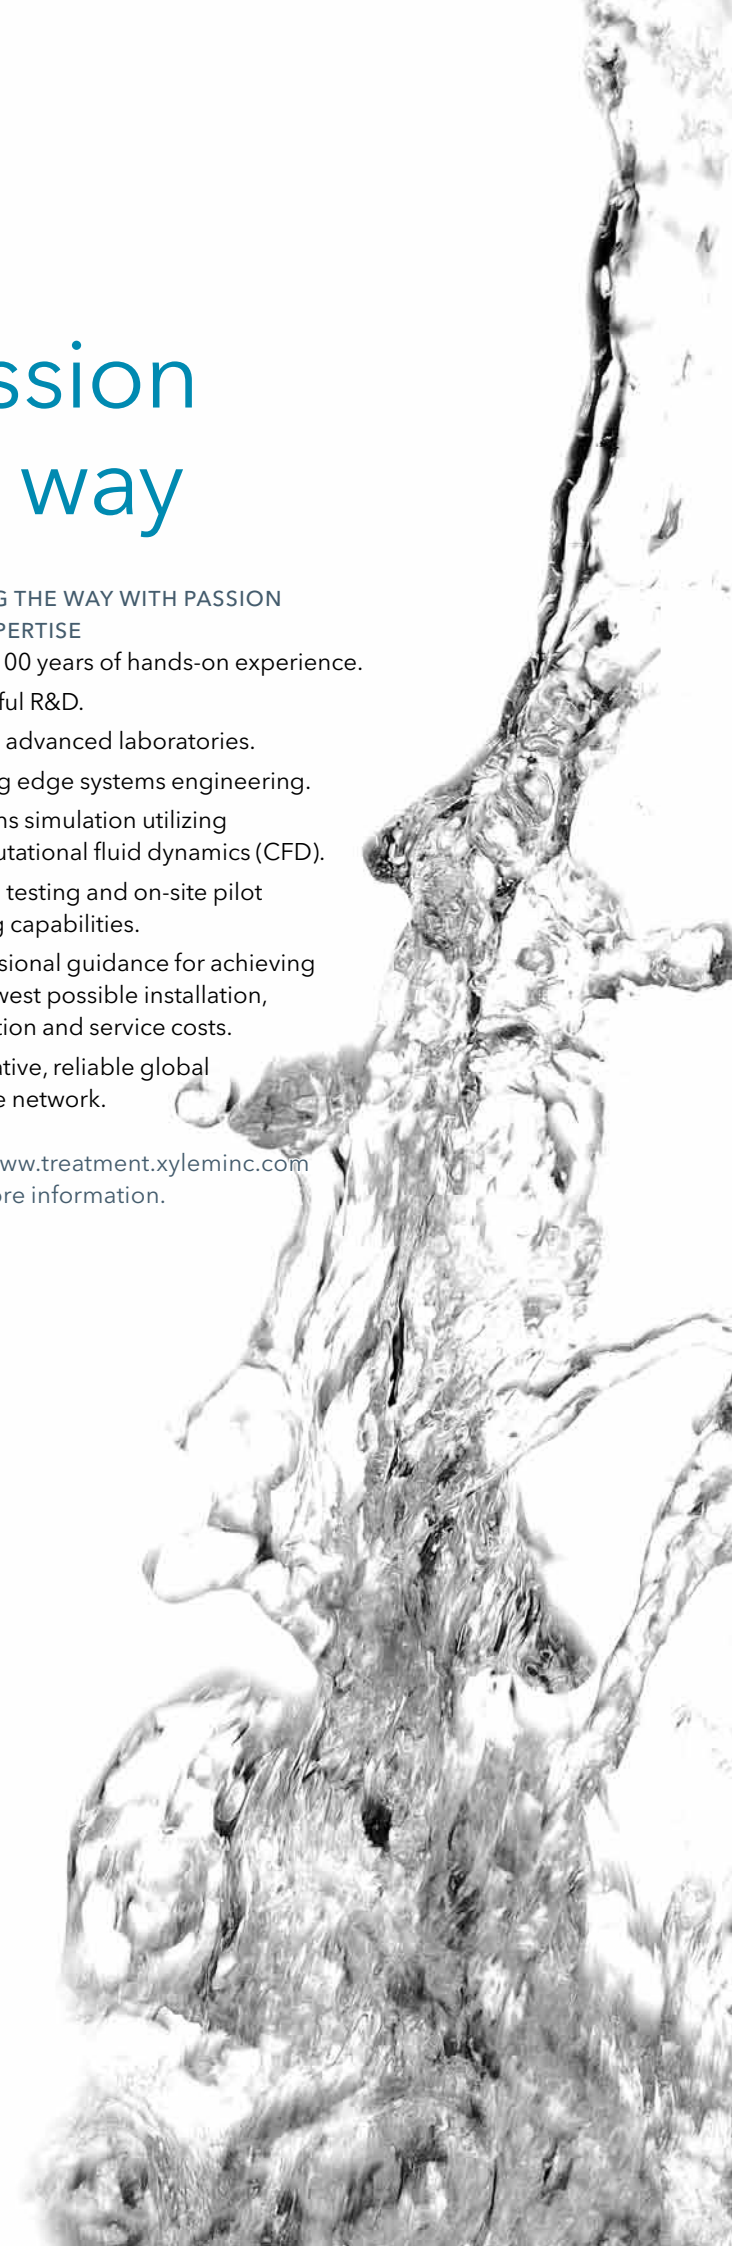 ssion
way
G THE WAY WITH PASSION
PERTISE
00 years of hands-on experience.
ful R&D.
advanced laboratories.
g edge systems engineering.
ns simulation utilizing
utational fluid dynamics (CFD).
testing and on-site pilot
g capabilities.
sional guidance for achieving
west possible installation,
tion and service costs.
ative, reliable global
e network.
ww.treatment.xyleminc.com
ore information.